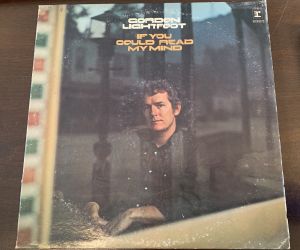 GORDON
LIGHTFOOT
IF YOU
COULD READ
MY MIND